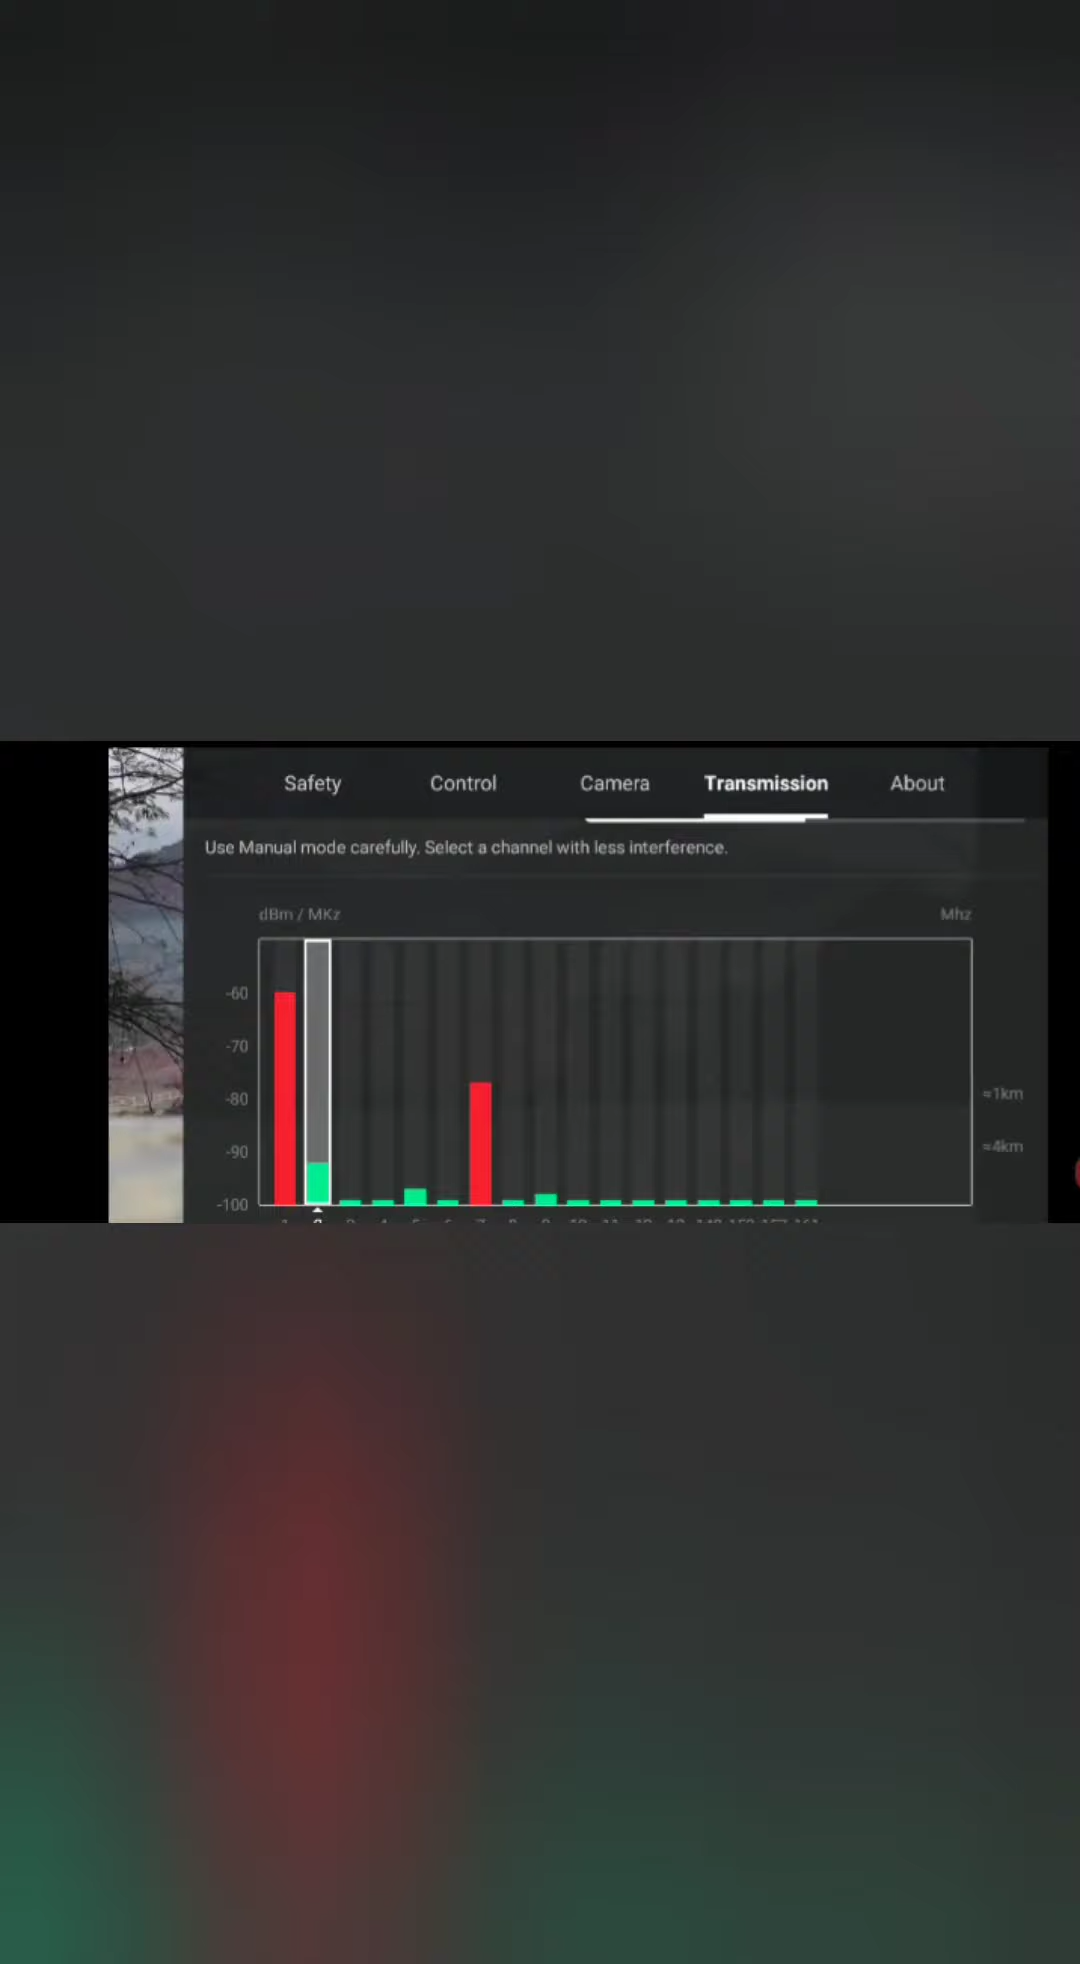 Safety Control Camera Transmission About
Use Manual mode carefully. Select a channel with less interference.
dBm / MKz Mhz
-60
-70
-80 ≈1km
-90 ≈4km
-100